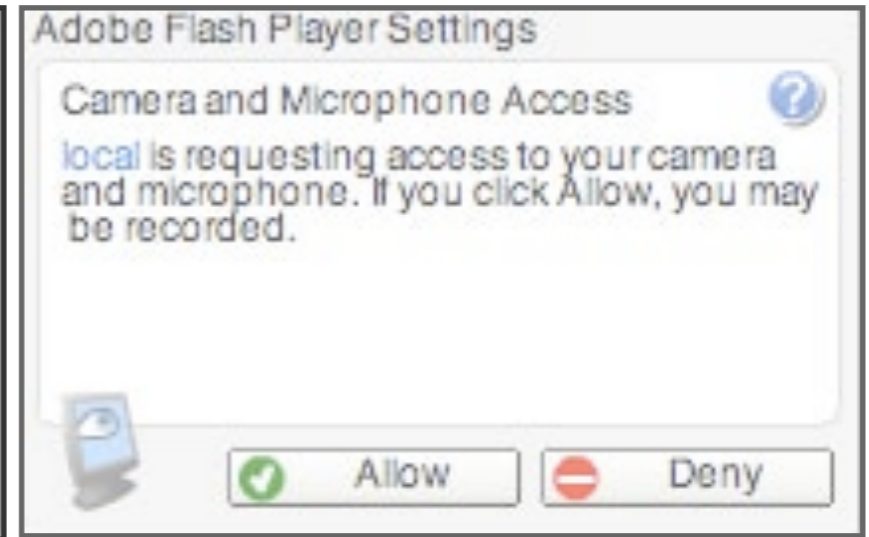 Adobe Flash Player Settings
Camera and Microphone Access
?
local is requesting access to your camera
and microphone. If you click Allow, you may
be recorded.
Allow
Deny